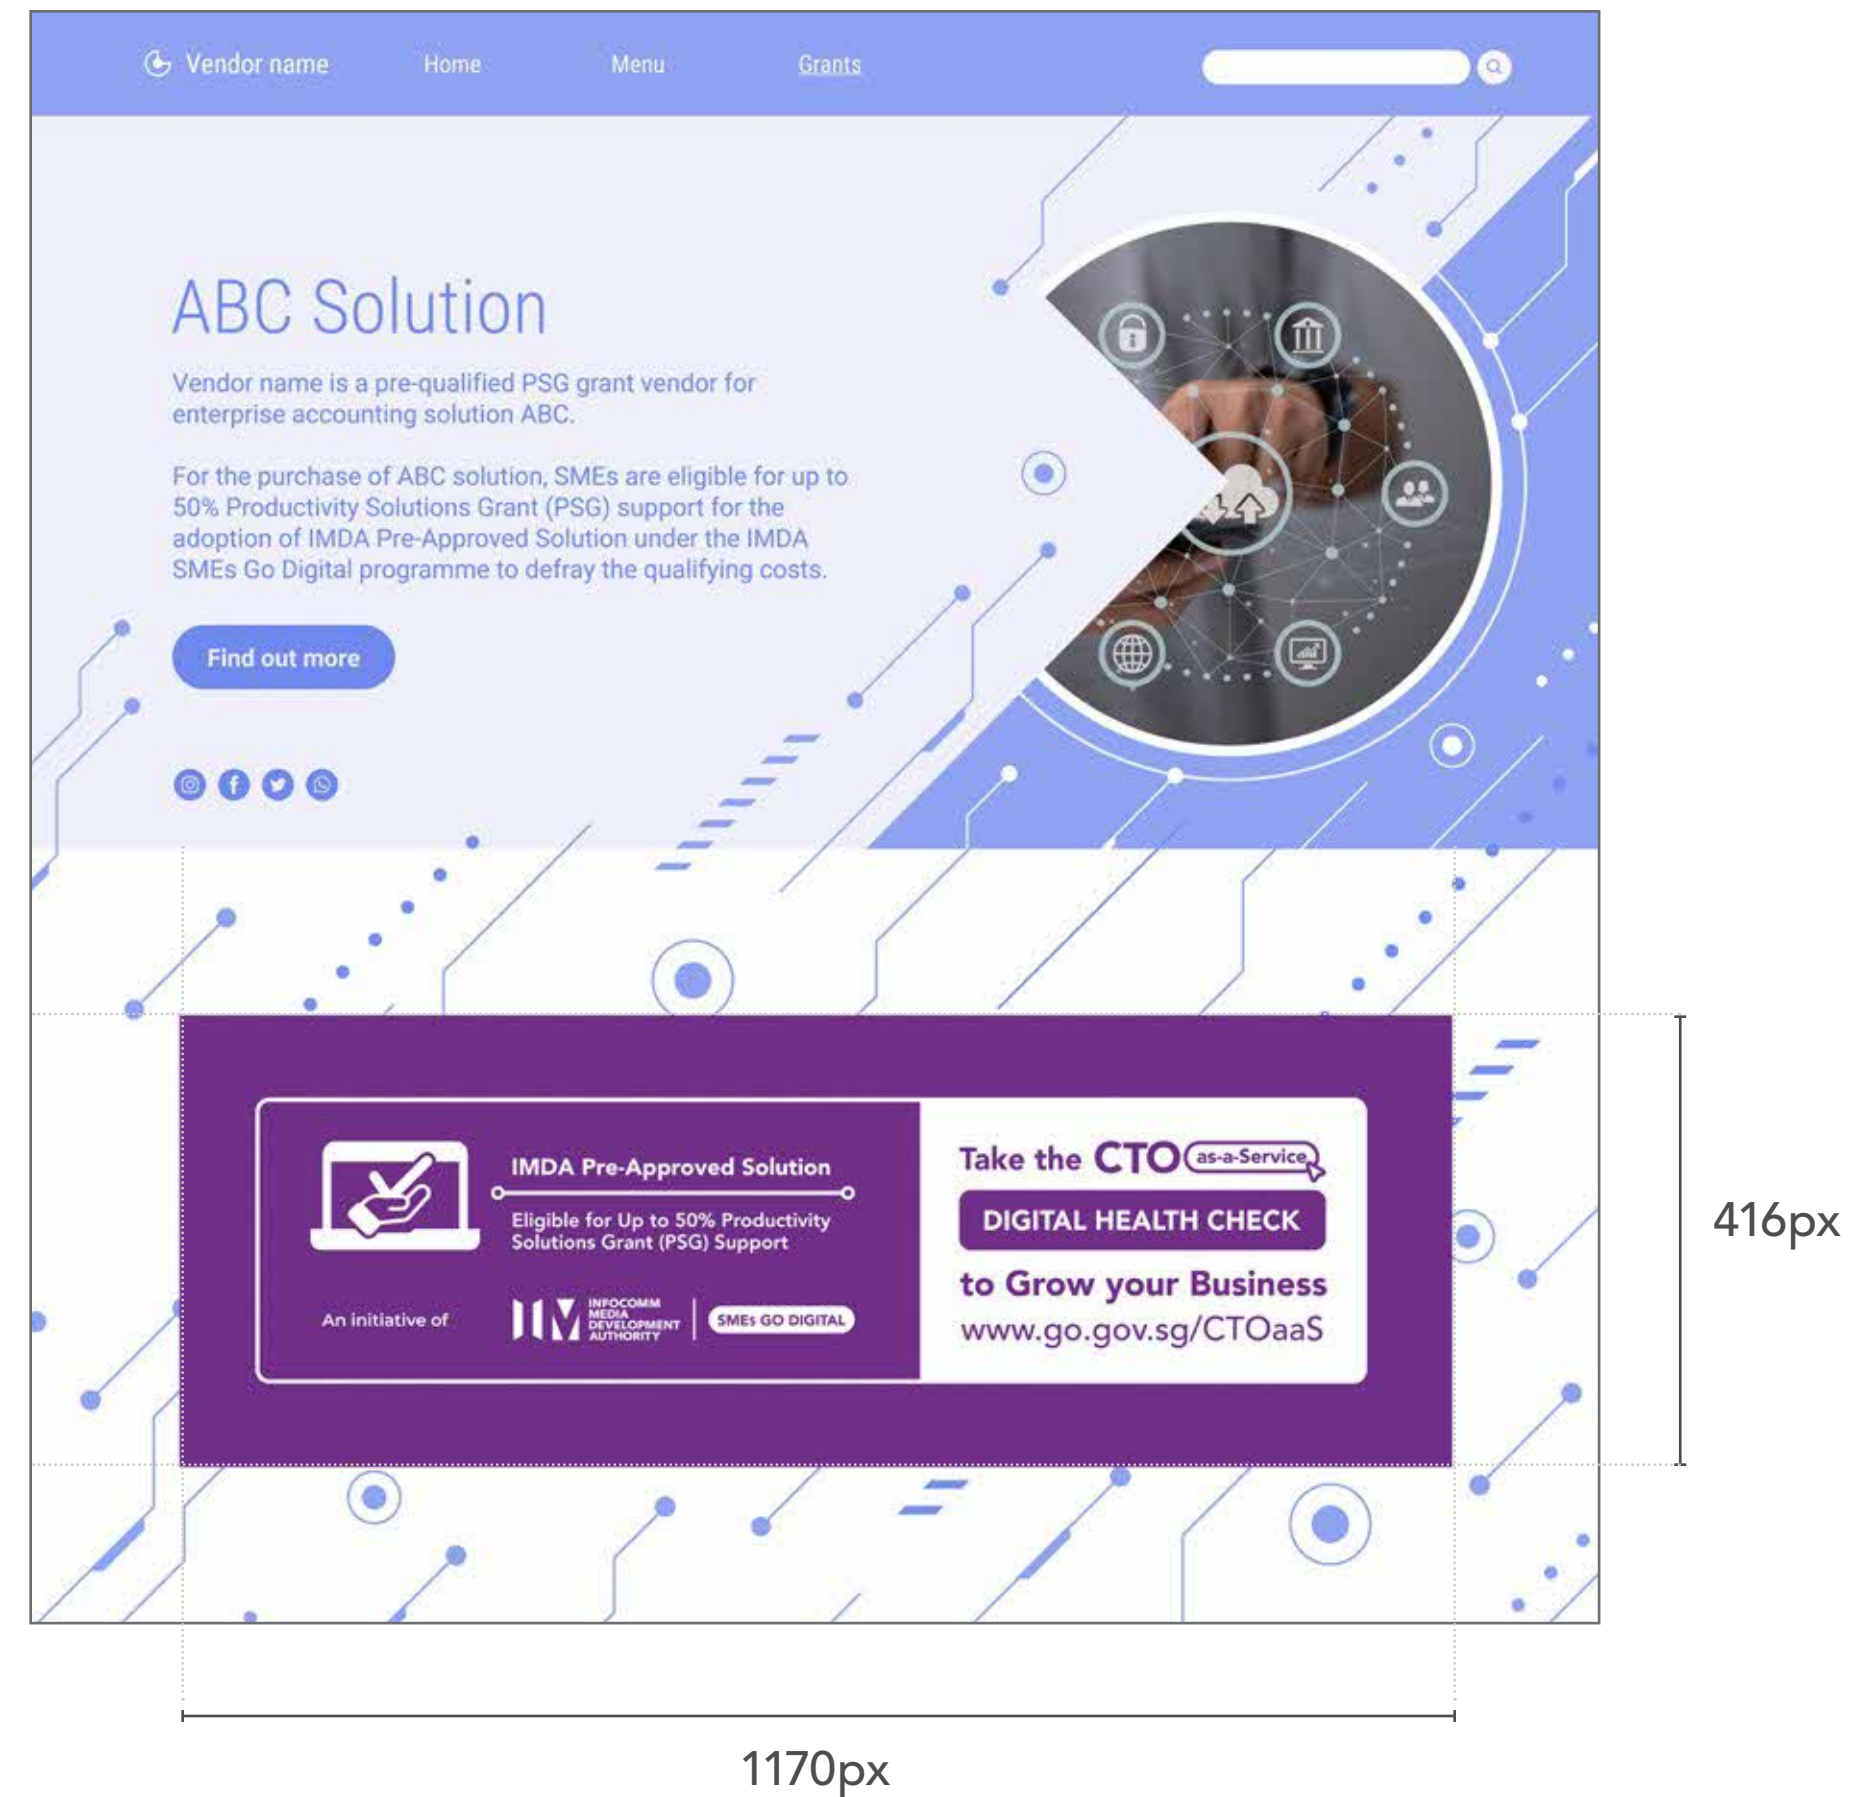 Vendor name
Home
Menu
Grants
ABC Solution
Vendor name is a pre-qualified PSG grant vendor for
enterprise accounting solution ABC.
For the purchase of ABC solution, SMEs are eligible for up to
50% Productivity Solutions Grant (PSG) support for the
adoption of IMDA Pre-Approved Solution under the IMDA
SMEs Go Digital programme to defray the qualifying costs.
Find out more
IMDA Pre-Approved Solution
Eligible for Up to 50% Productivity
Solutions Grant (PSG) Support
An initiative of
INFOCOMM
MEDIA
DEVELOPMENT
AUTHORITY
SMEs GO DIGITAL
Take the CTO as-a-Service
DIGITAL HEALTH CHECK
to Grow your Business
www.go.gov.sg/CTOaaS
416px
1170px